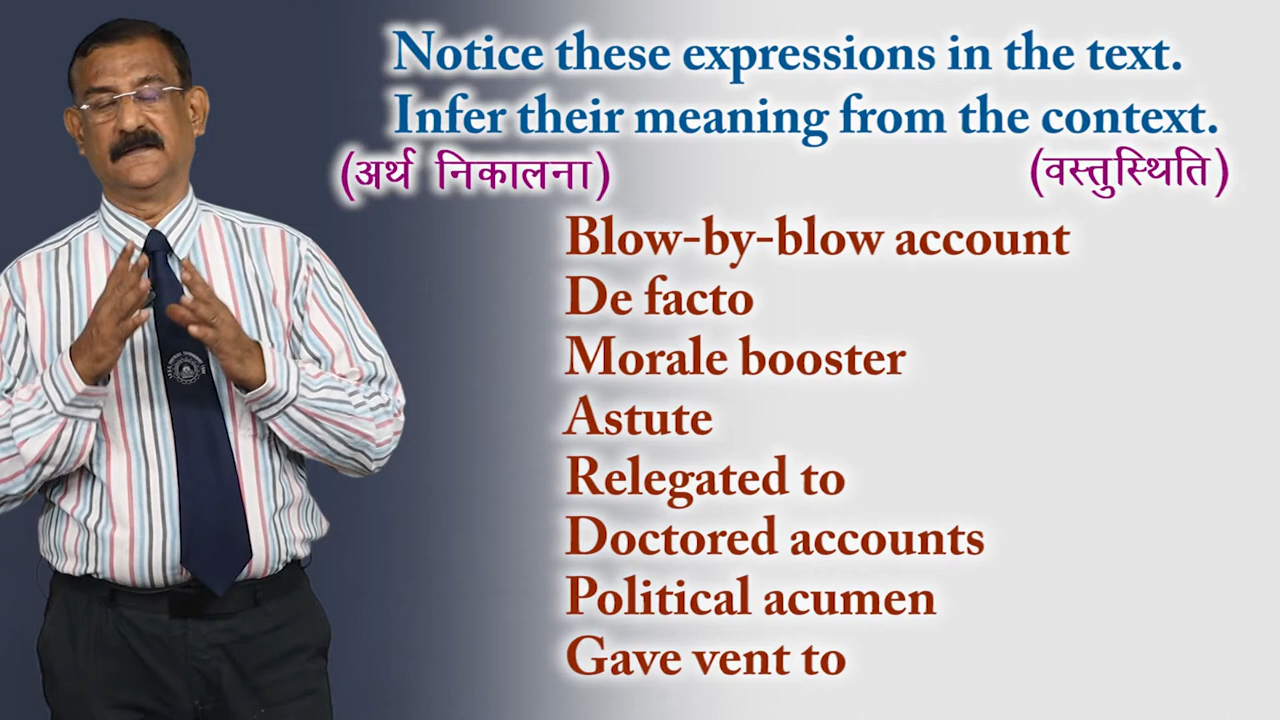 Notice these expressions in the text.
Infer their meaning from the context.
(अर्थ निकालना) (वस्तुस्थिति)
Blow-by-blow account
De facto
Morale booster
Astute
Relegated to
Doctored accounts
Political acumen
Gave vent to